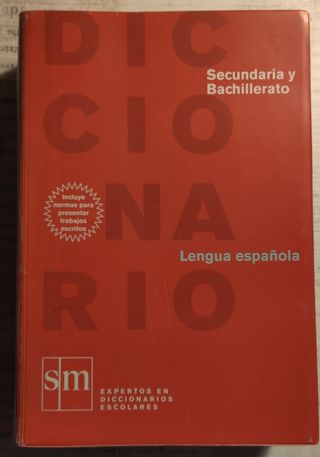 DIC
CIO
NA
RIO
Secundaria y
Bachillerato
Incluye
normas para
presentar
trabajos
escritos
Lengua española
sm
EXPERTOS EN
DICCIONARIOS
ESCOLARES